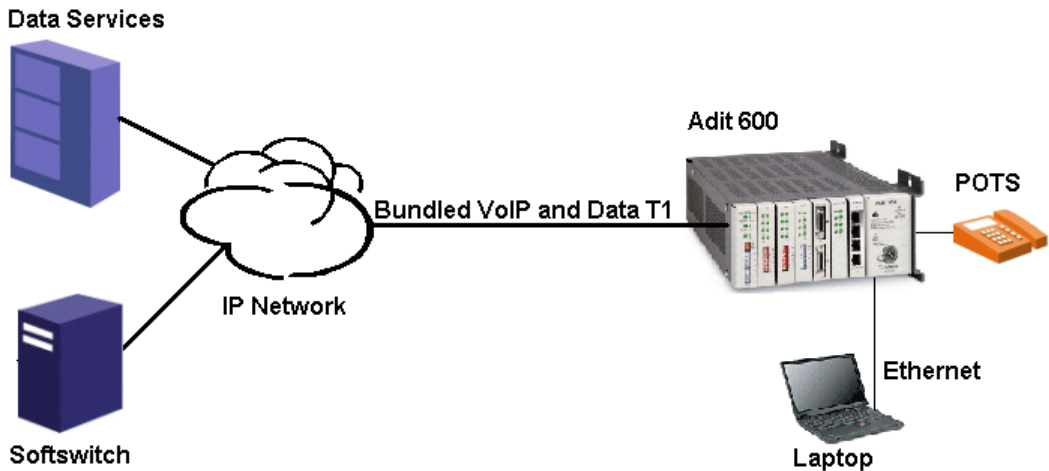 Data Services
Adit 600
POTS
Bundled VoIP and Data T1
IP Network
Ethernet
Softswitch
Laptop